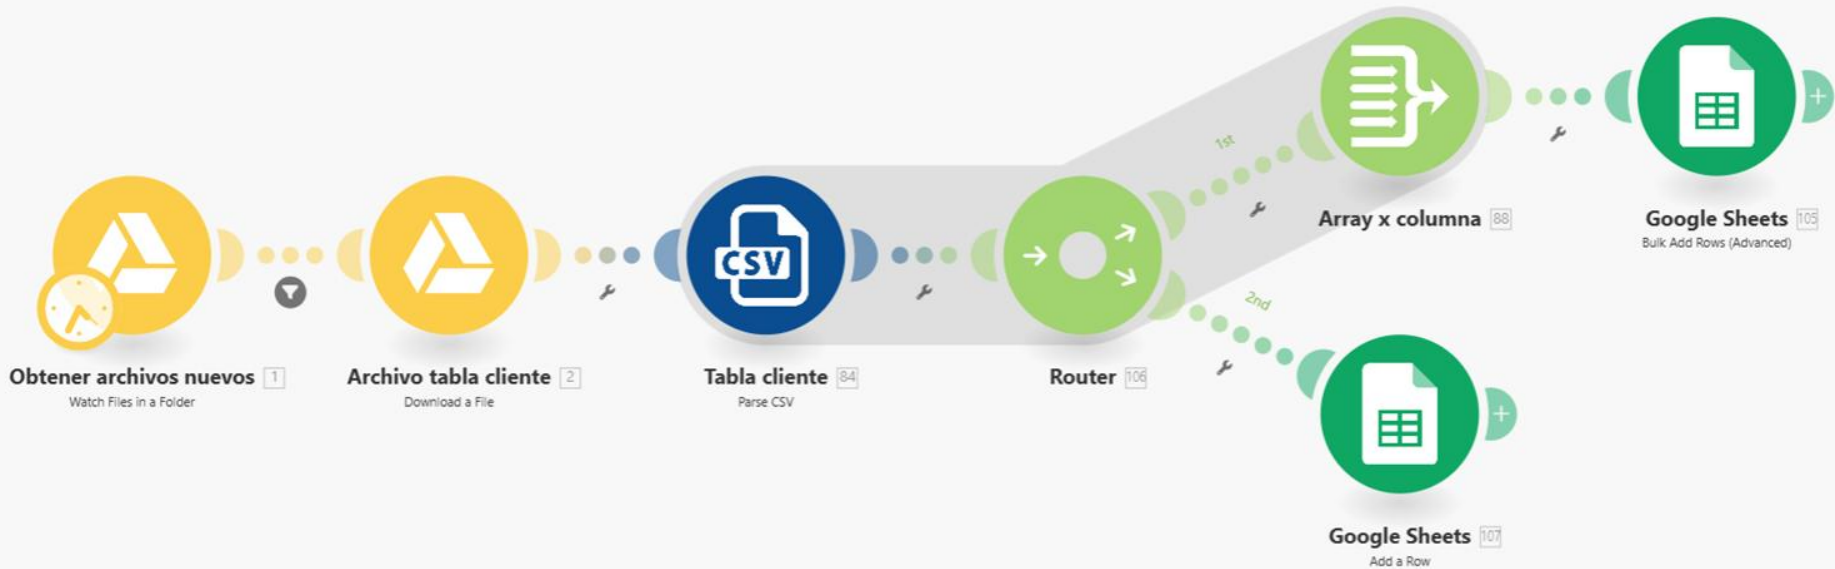 Obtener archivos nuevos 1
Watch Files in a Folder
Archivo tabla cliente 2
Download a File
CSV
Tabla cliente 84
Parse CSV
Router 106
1st
2nd
Array x columna 88
Google Sheets 105
Bulk Add Rows (Advanced)
Google Sheets 107
Add a Row